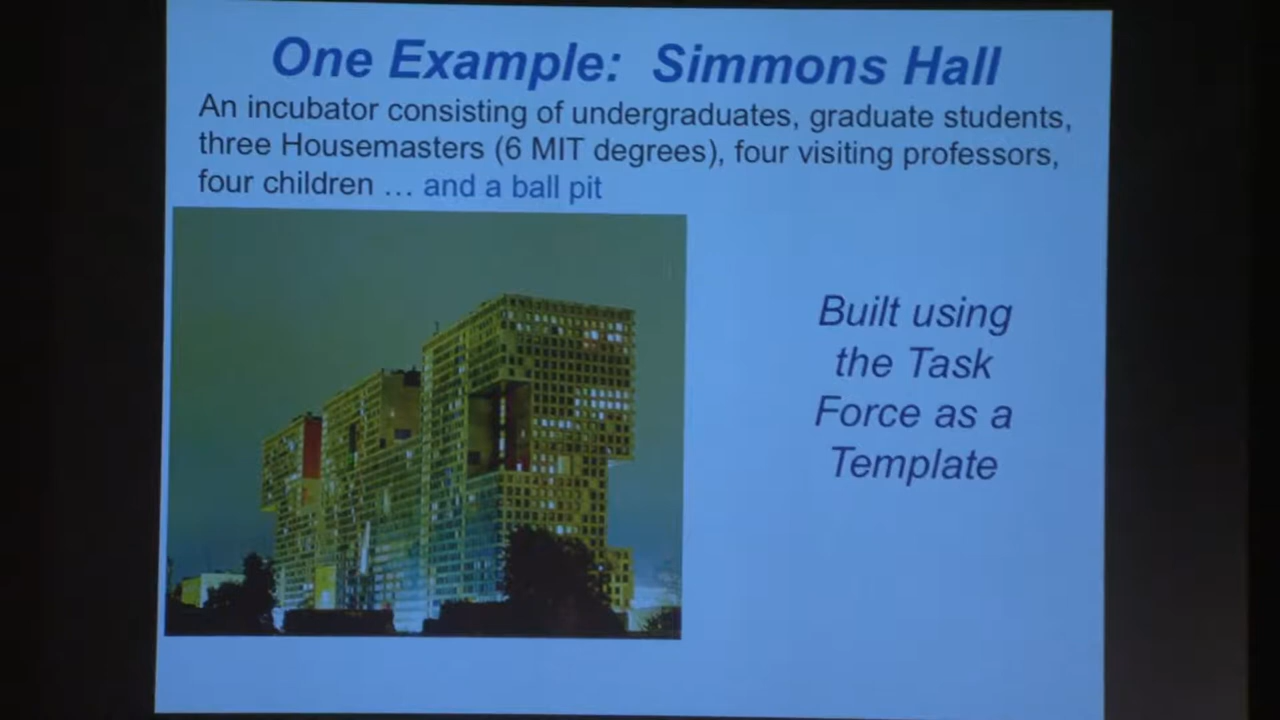 One Example: Simmons Hall
An incubator consisting of undergraduates, graduate students,
three Housemasters (6 MIT degrees), four visiting professors,
four children … and a ball pit
Built using
the Task
Force as a
Template